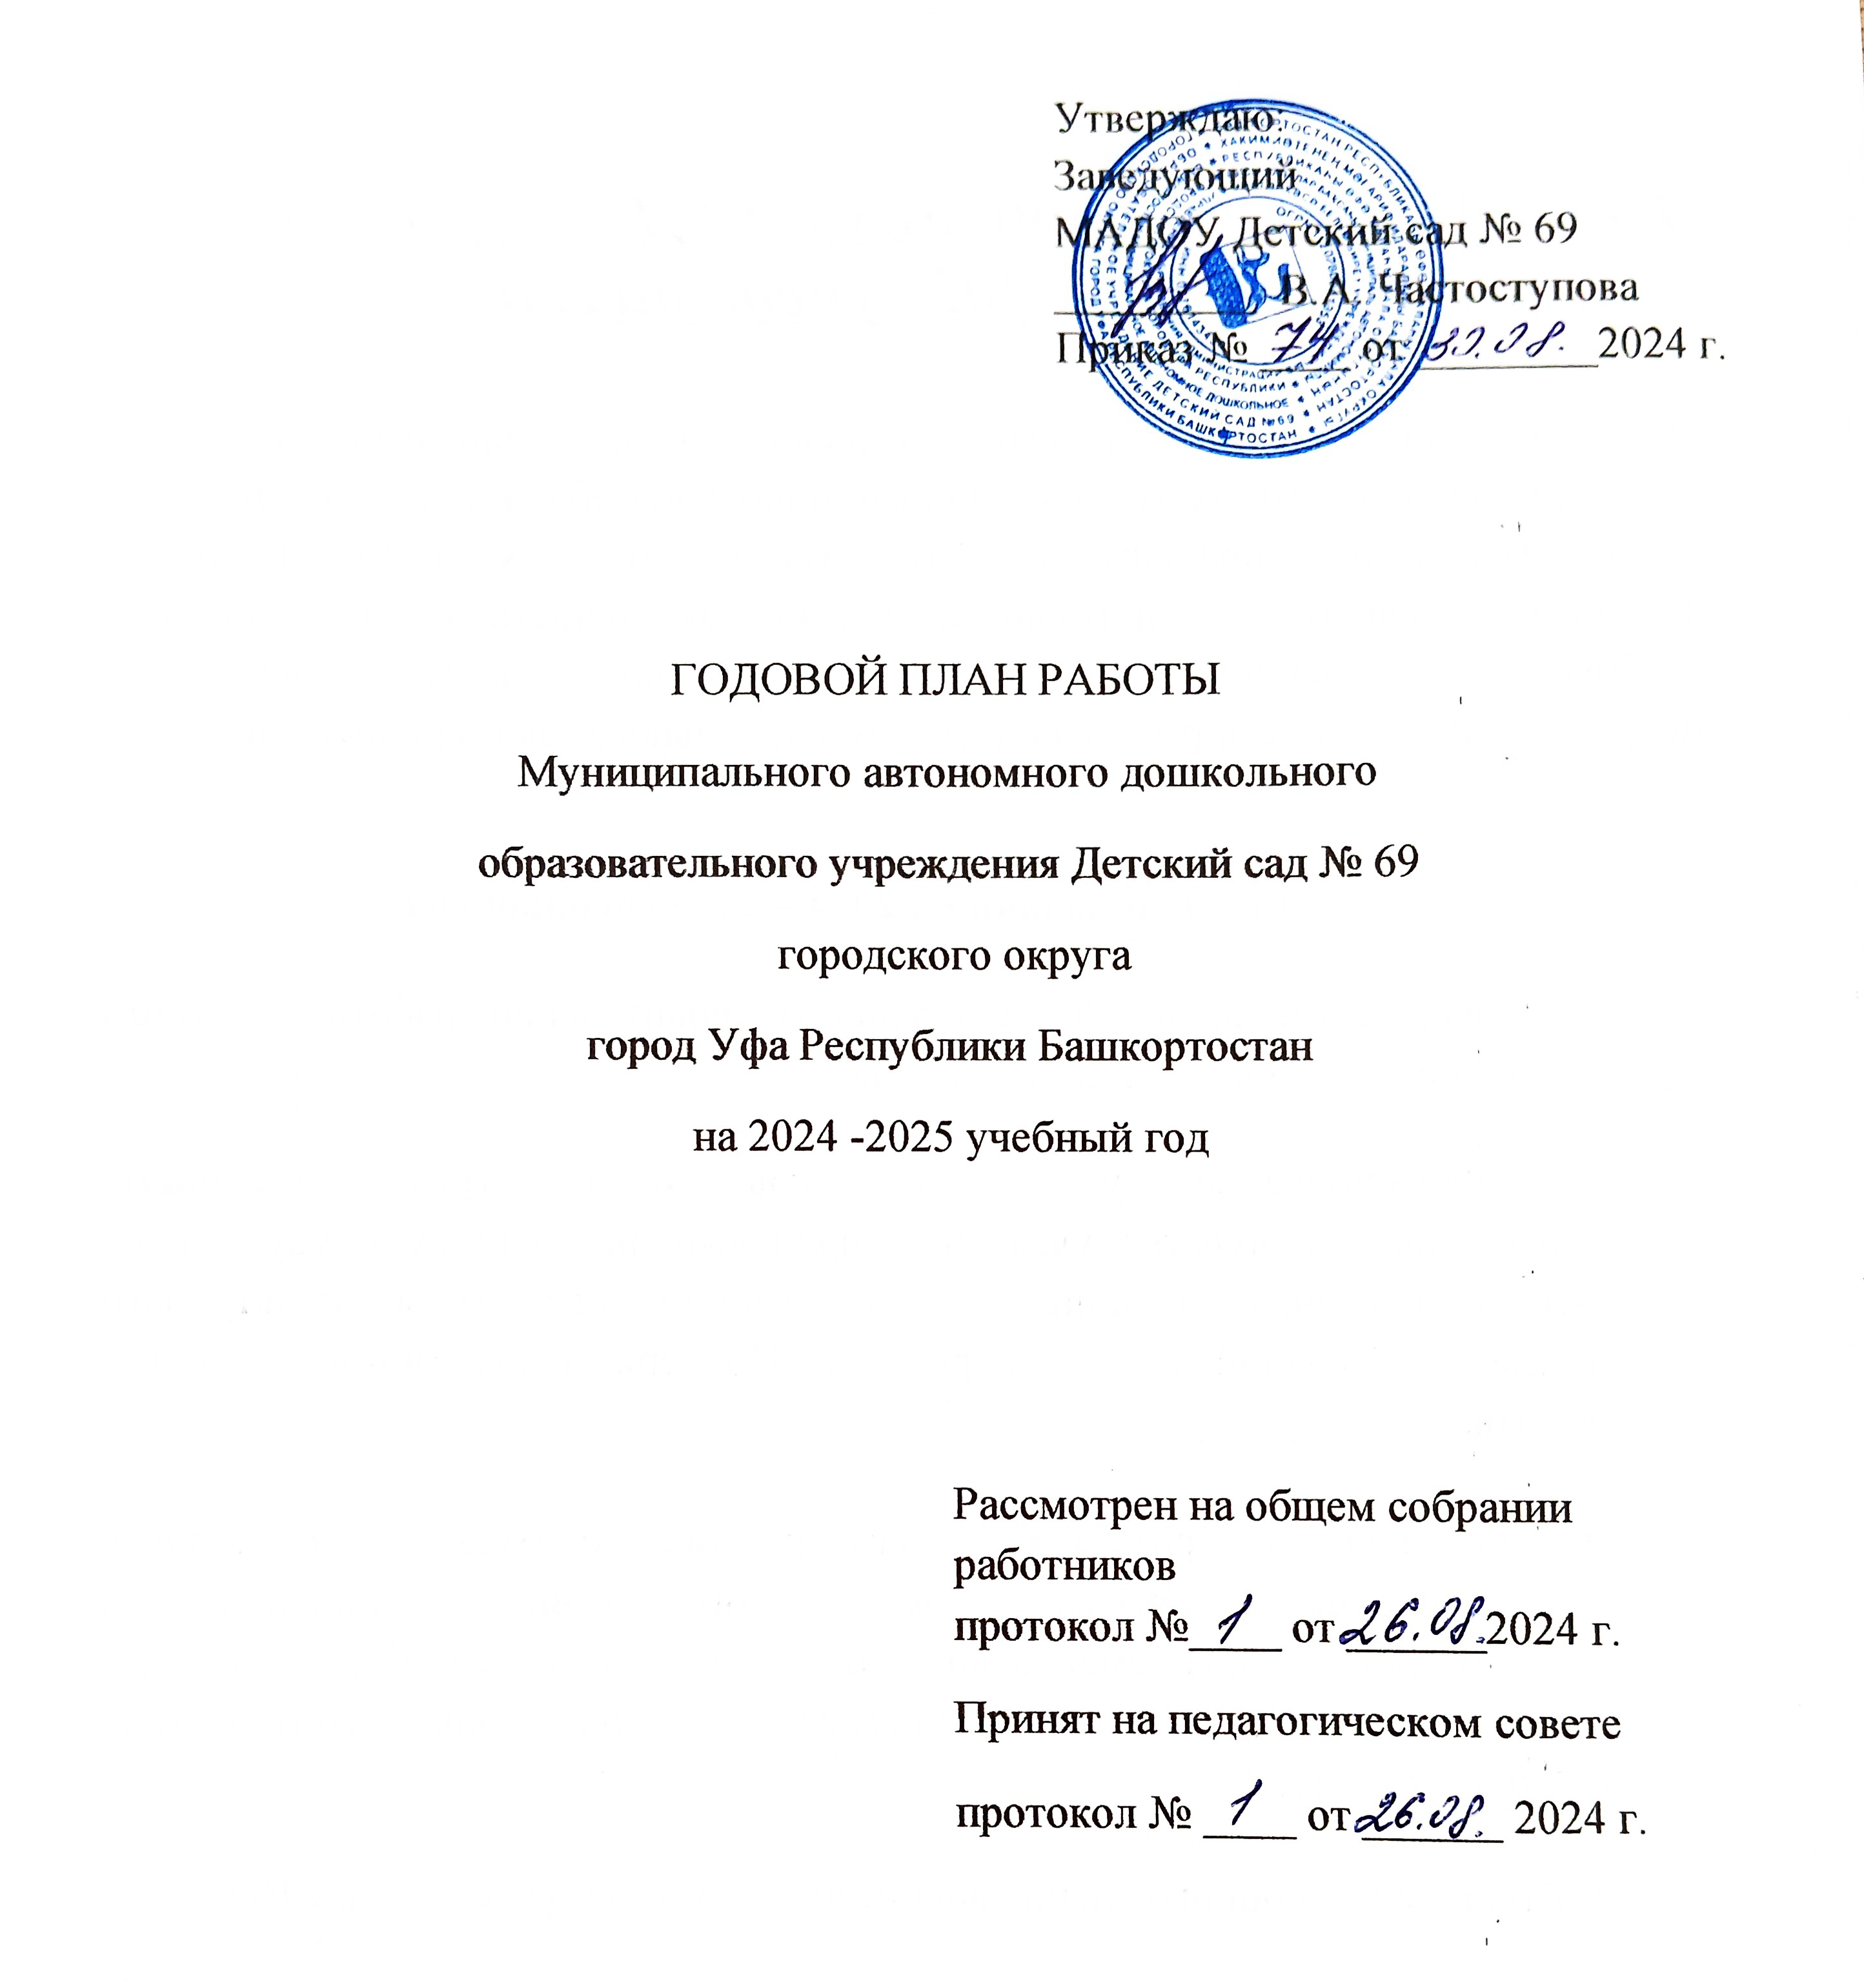 Утверждаю:
Заведующий
МАДОУ Детский сад № 69
В.А. Частоступова
Приказ № 74 от 30.08. 2024 г.
ГОДОВОЙ ПЛАН РАБОТЫ
Муниципального автономного дошкольного
образовательного учреждения Детский сад № 69
городского округа
город Уфа Республики Башкортостан
на 2024 -2025 учебный год
Рассмотрен на общем собрании
работников
протокол № 1 от 26.08.2024 г.
Принят на педагогическом совете
протокол № 1 от 26.08. 2024 г.